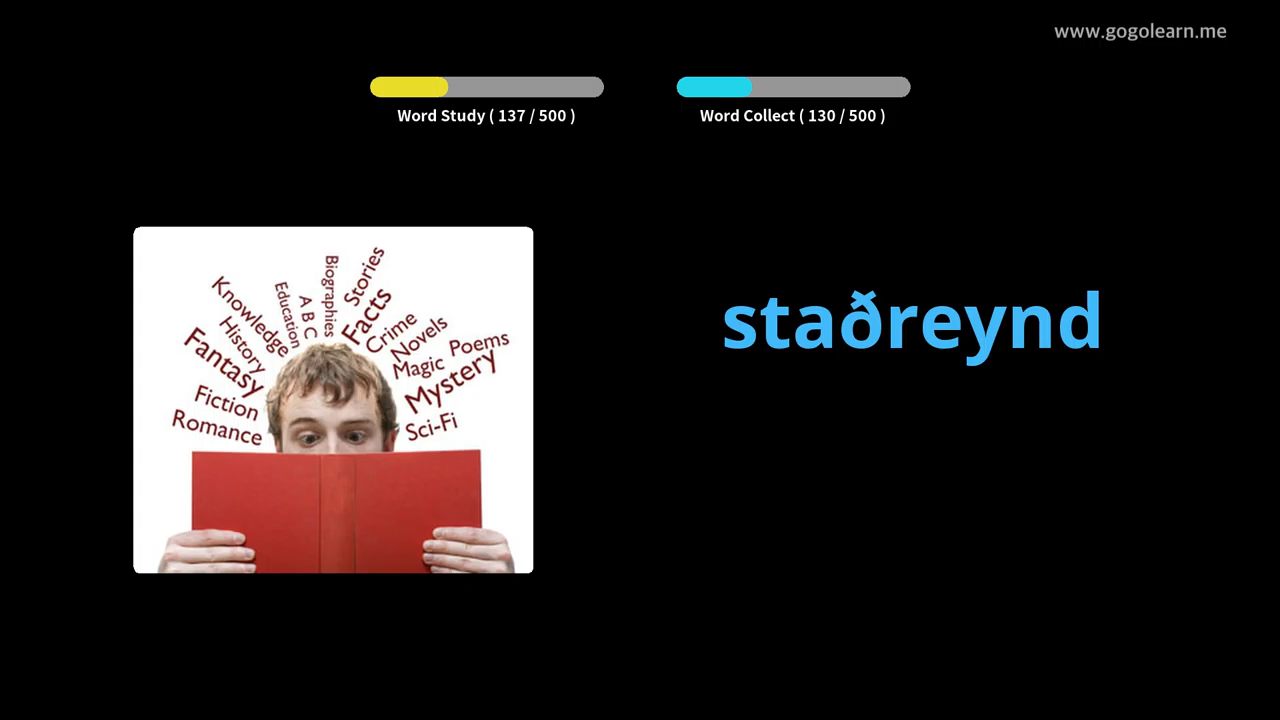 www.gogolearn.me
Word Study ( 137 / 500 )
Word Collect ( 130 / 500 )
staðreynd
Romance
Fiction
Fantasy
History
Knowledge
Education
A B C
Biographies
Stories
Facts
Crime
Novels
Magic
Poems
Mystery
Sci-Fi